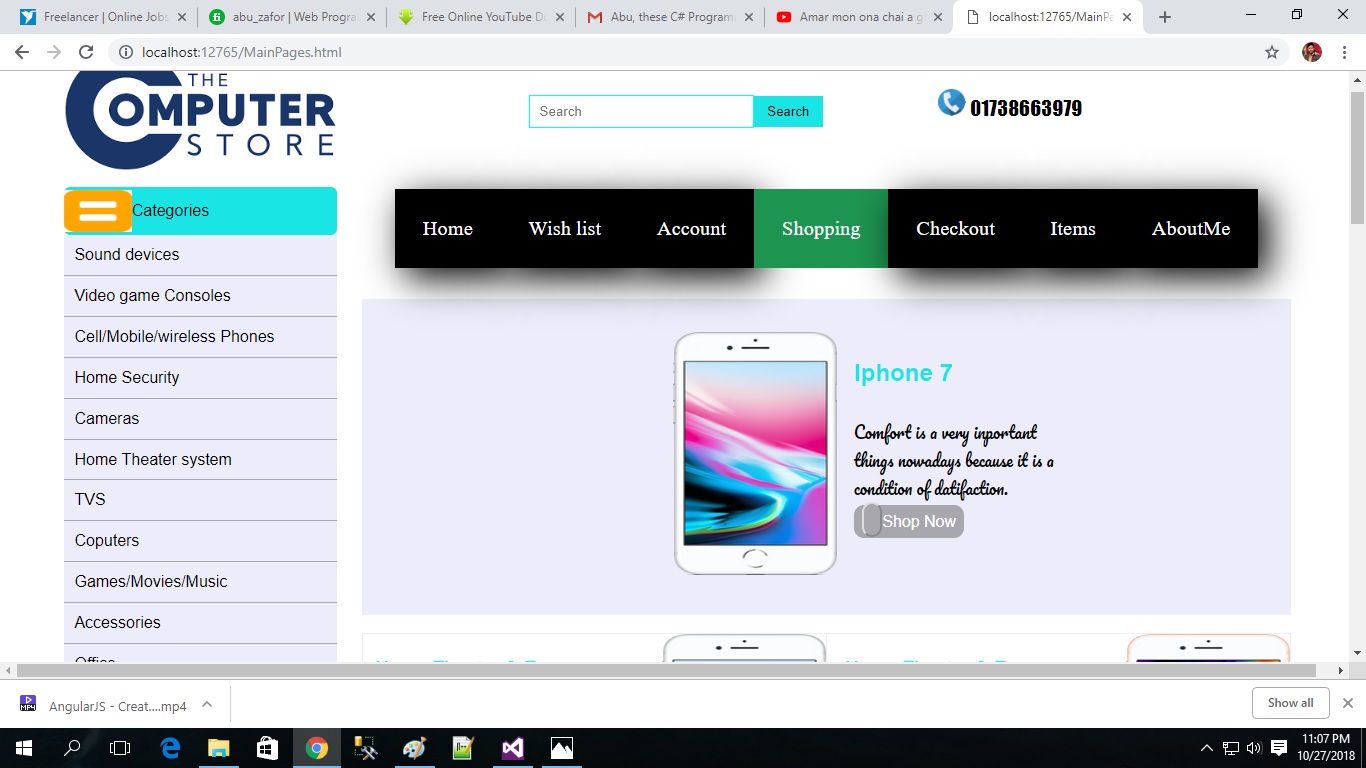 Freelancer | Online Jobs
abu_zafor | Web Progra
Free Online YouTube D
Abu, these C# Program
Amar mon ona chai a g
localhost:12765/MainPa
localhost:12765/MainPages.html
THE
COMPUTER
STORE
Search
Search
01738663979
Categories
Home
Wish list
Account
Shopping
Checkout
Items
AboutMe
Sound devices
Video game Consoles
Cell/Mobile/wireless Phones
Home Security
Cameras
Home Theater system
TVS
Coputers
Games/Movies/Music
Accessories
Office
Iphone 7
Comfort is a very inportant
things nowadays because it is a
condition of datifaction.
Shop Now
MP4
AngularJS - Creat....mp4
Show all
11:07 PM
10/27/2018